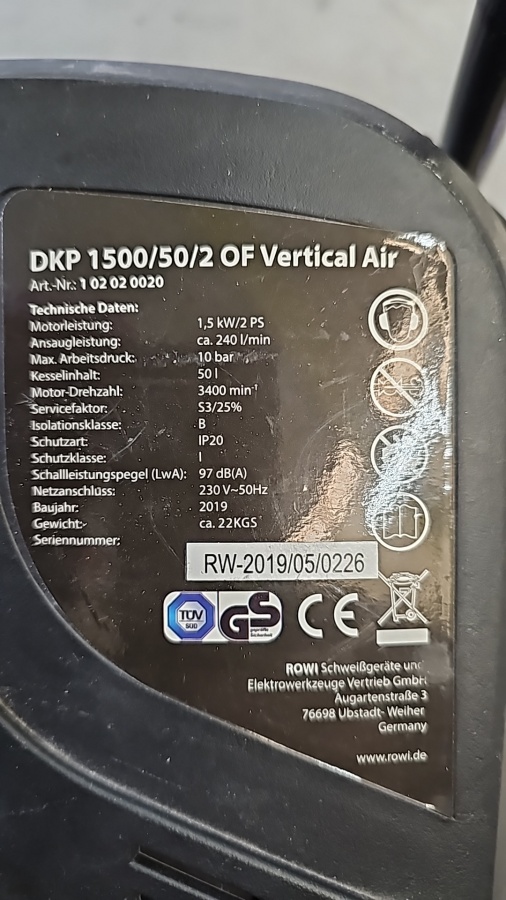 DKP 1500/50/2 OF Vertical Air
Art.-Nr.: 1 02 02 0020
Technische Daten:
Motorleistung: 1,5 kW/2 PS
Ansaugleistung: ca. 240 l/min
Max. Arbeitsdruck: 10 bar
Kesselinhalt: 50 l
Motor-Drehzahl: 3400 min⁻¹
Servicefaktor: S3/25%
Isolationsklasse: B
Schutzart: IP20
Schutzklasse: I
Schallleistungspegel (LwA): 97 dB(A)
Netzanschluss: 230 V~50Hz
Baujahr: 2019
Gewicht: ca. 22KGS
Seriennummer:
RW-2019/05/0226
TÜV
SÜD
GS
geprüfte
Sicherheit
CE
ROWI Schweißgeräte und
Elektrowerkzeuge Vertrieb GmbH
Augartenstraße 3
76698 Ubstadt- Weiher
Germany
www.rowi.de